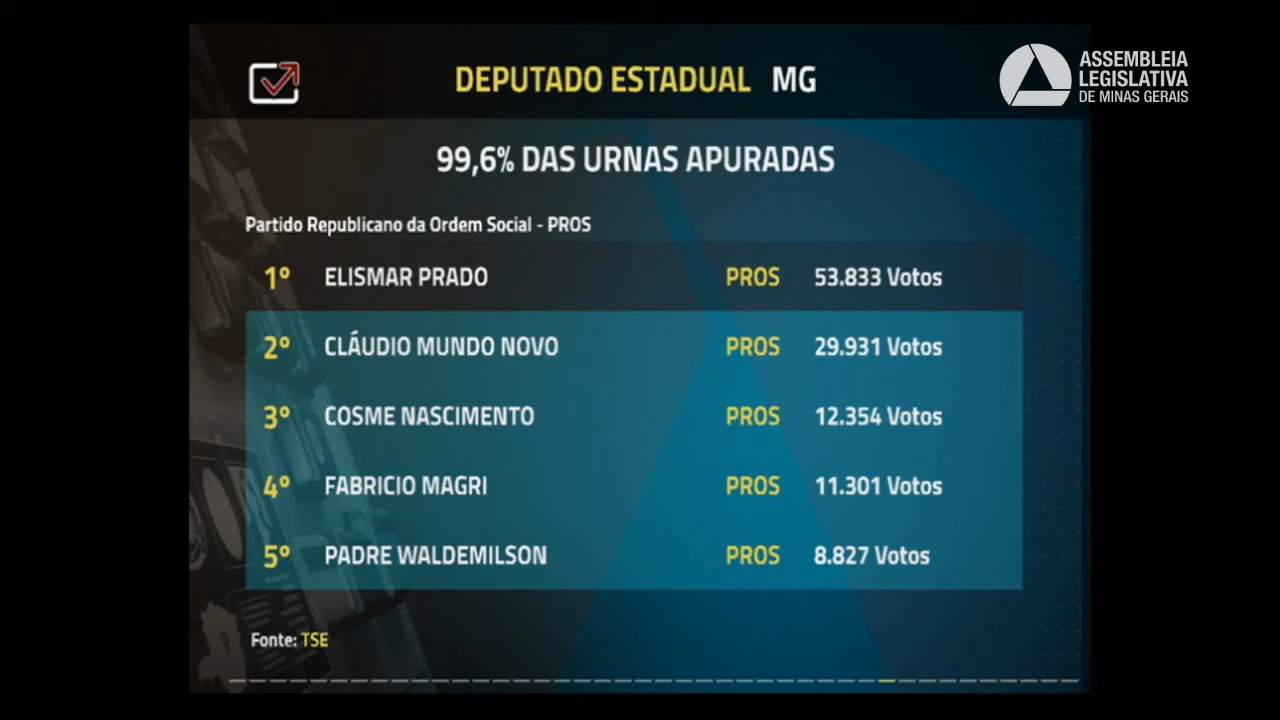 DEPUTADO ESTADUAL MG
ASSEMBLEIA
LEGISLATIVA
DE MINAS GERAIS
99,6% DAS URNAS APURADAS
Partido Republicano da Ordem Social - PROS
1º ELISMAR PRADO PROS 53.833 Votos
2º CLÁUDIO MUNDO NOVO PROS 29.931 Votos
3º COSME NASCIMENTO PROS 12.354 Votos
4º FABRICIO MAGRI PROS 11.301 Votos
5º PADRE WALDEMILSON PROS 8.827 Votos
Fonte: TSE